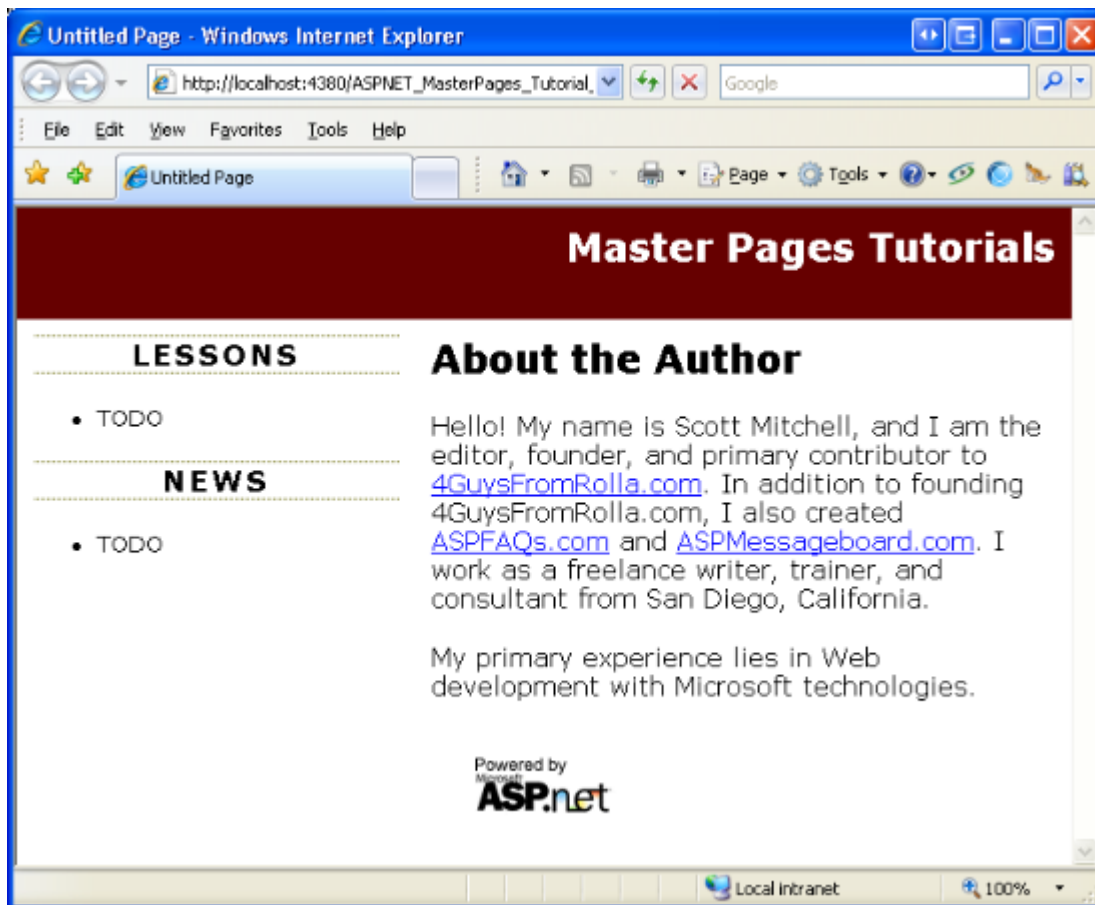 Untitled Page - Windows Internet Explorer
http://localhost:4380/ASPNET_MasterPages_Tutorial_
Google
File Edit View Favorites Tools Help
Untitled Page
Page Tools
Master Pages Tutorials
LESSONS
• TODO
NEWS
• TODO
About the Author
Hello! My name is Scott Mitchell, and I am the
editor, founder, and primary contributor to
4GuysFromRolla.com. In addition to founding
4GuysFromRolla.com, I also created
ASPFAQs.com and ASPMessageboard.com. I
work as a freelance writer, trainer, and
consultant from San Diego, California.
My primary experience lies in Web
development with Microsoft technologies.
Powered by
Microsoft
ASP.net
Local intranet
100%